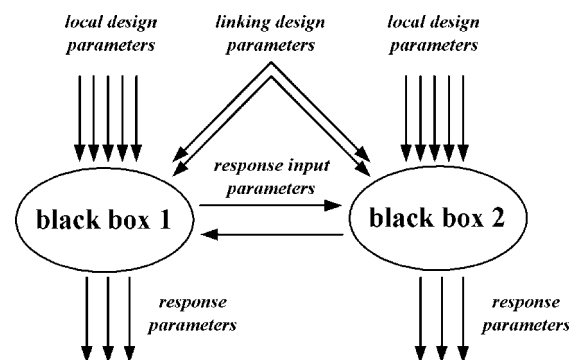 local design
parameters
linking design
parameters
local design
parameters
response input
parameters
black box 1
black box 2
response
parameters
response
parameters